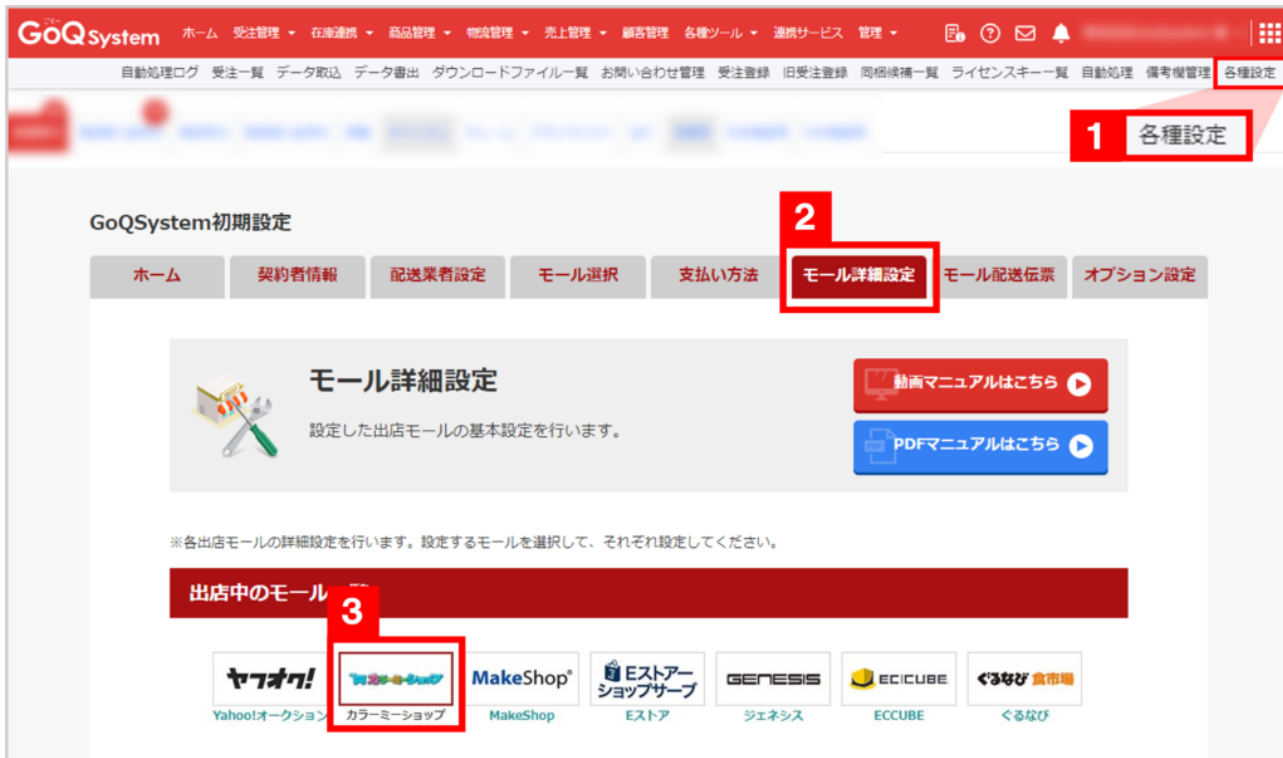 ごくー
GoQSystem ホーム 受注管理 在庫連携 商品管理 物流管理 売上管理 顧客管理 各種ツール 連携サービス 管理
自動処理ログ 受注一覧 データ取込 データ書出 ダウンロードファイル一覧 お問い合わせ管理 受注登録 旧受注登録 同梱候補一覧 ライセンスキー一覧 自動処理 備考欄管理 各種設定
1 各種設定
GoQSystem初期設定
2
ホーム 契約者情報 配送業者設定 モール選択 支払い方法 モール詳細設定 モール配送伝票 オプション設定
モール詳細設定
設定した出店モールの基本設定を行います。
動画マニュアルはこちら
PDF PDFマニュアルはこちら
※各出店モールの詳細設定を行います。設定するモールを選択して、それぞれ設定してください。
出店中のモール
3
ヤフオク! カラーミーショップ MakeShop® Eストアーショップサーブ GENESIS ECCUBE ぐるなび 食市場
Yahoo!オークション カラーミーショップ MakeShop Eストア ジェネシス ECCUBE ぐるなび